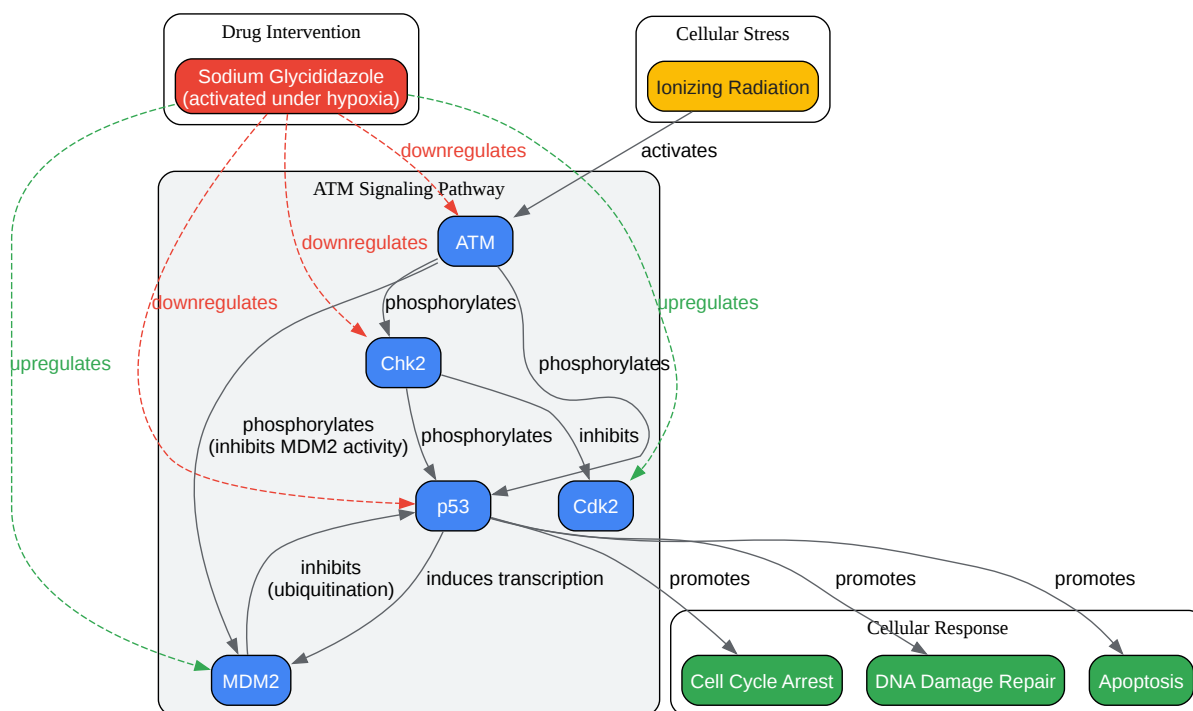 Drug Intervention
Cellular Stress
Sodium Glycididazole
(activated under hypoxia)
Ionizing Radiation
downregulates
activates
ATM Signaling Pathway
ATM
downregulates
downregulates
phosphorylates
upregulates
upregulates
Chk2
phosphorylates
phosphorylates
(inhibits MDM2 activity)
phosphorylates
inhibits
p53
Cdk2
inhibits
(ubiquitination)
induces transcription
promotes
promotes
promotes
Cellular Response
MDM2
Cell Cycle Arrest
DNA Damage Repair
Apoptosis